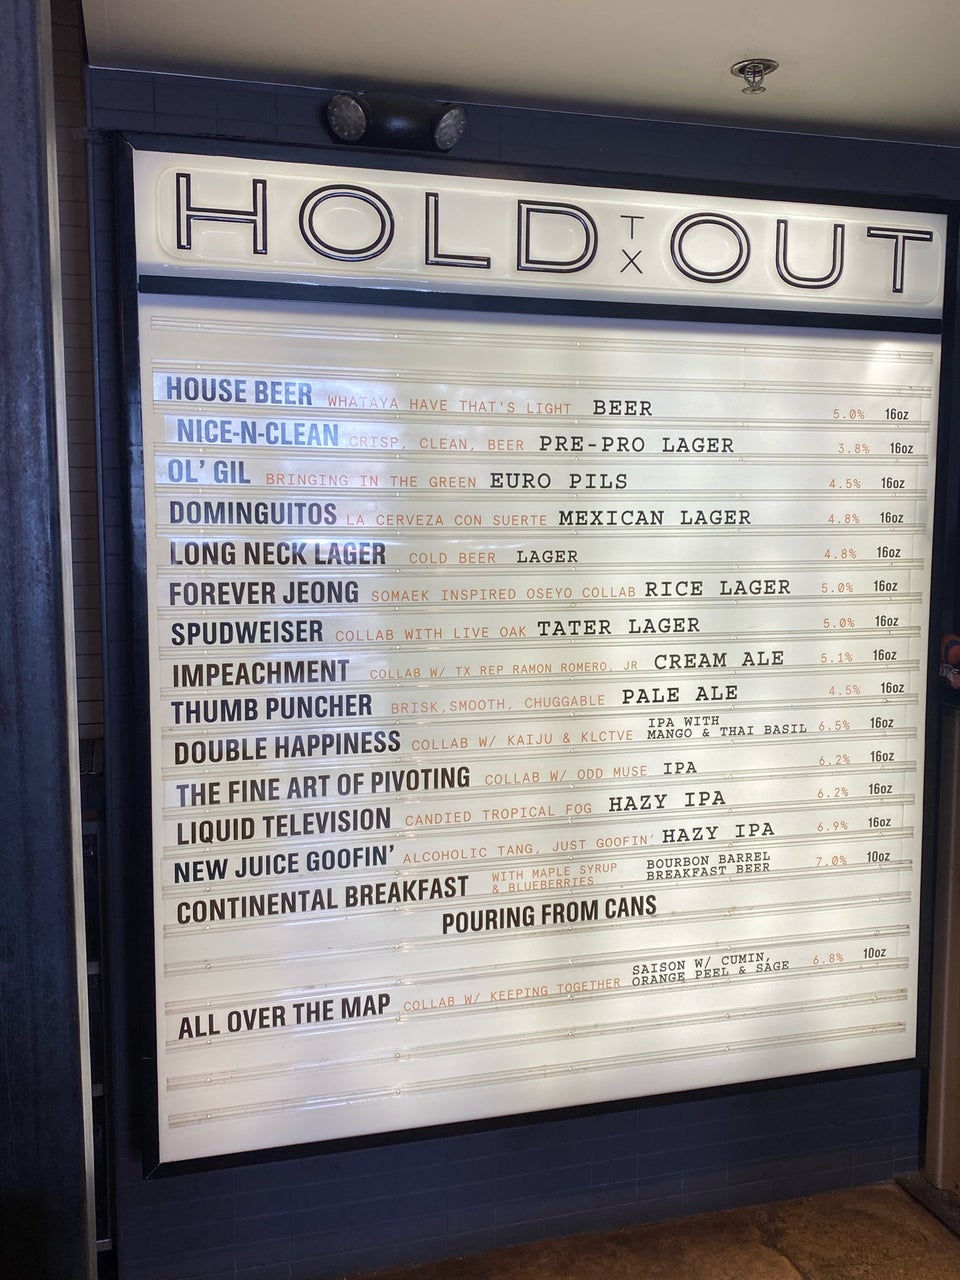 HOLD TX OUT
HOUSE BEER WHATAYA HAVE THAT'S LIGHT BEER 5.0% 16oz
NICE-N-CLEAN CRISP, CLEAN, BEER PRE-PRO LAGER 3.8% 16oz
OL' GIL BRINGING IN THE GREEN EURO PILS 4.5% 16oz
DOMINGUITOS LA CERVEZA CON SUERTE MEXICAN LAGER 4.8% 16oz
LONG NECK LAGER COLD BEER LAGER 4.8% 16oz
FOREVER JEONG SOMAEK INSPIRED OSEYO COLLAB RICE LAGER 5.0% 16oz
SPUDWEISER COLLAB WITH LIVE OAK TATER LAGER 5.0% 16oz
IMPEACHMENT COLLAB W/ TX REP RAMON ROMERO, JR CREAM ALE 5.1% 16oz
THUMB PUNCHER BRISK,SMOOTH, CHUGGABLE PALE ALE 4.5% 16oz
DOUBLE HAPPINESS COLLAB W/ KAIJU & KLCTVE IPA WITH MANGO & THAI BASIL 6.5% 16oz
THE FINE ART OF PIVOTING COLLAB W/ ODD MUSE IPA 6.2% 16oz
LIQUID TELEVISION CANDIED TROPICAL FOG HAZY IPA 6.2% 16oz
NEW JUICE GOOFIN' ALCOHOLIC TANG, JUST GOOFIN' HAZY IPA 6.9% 16oz
CONTINENTAL BREAKFAST WITH MAPLE SYRUP & BLUEBERRIES BOURBON BARREL BREAKFAST BEER 7.0% 10oz
POURING FROM CANS
ALL OVER THE MAP COLLAB W/ KEEPING TOGETHER SAISON W/ CUMIN, ORANGE PEEL & SAGE 6.8% 10oz